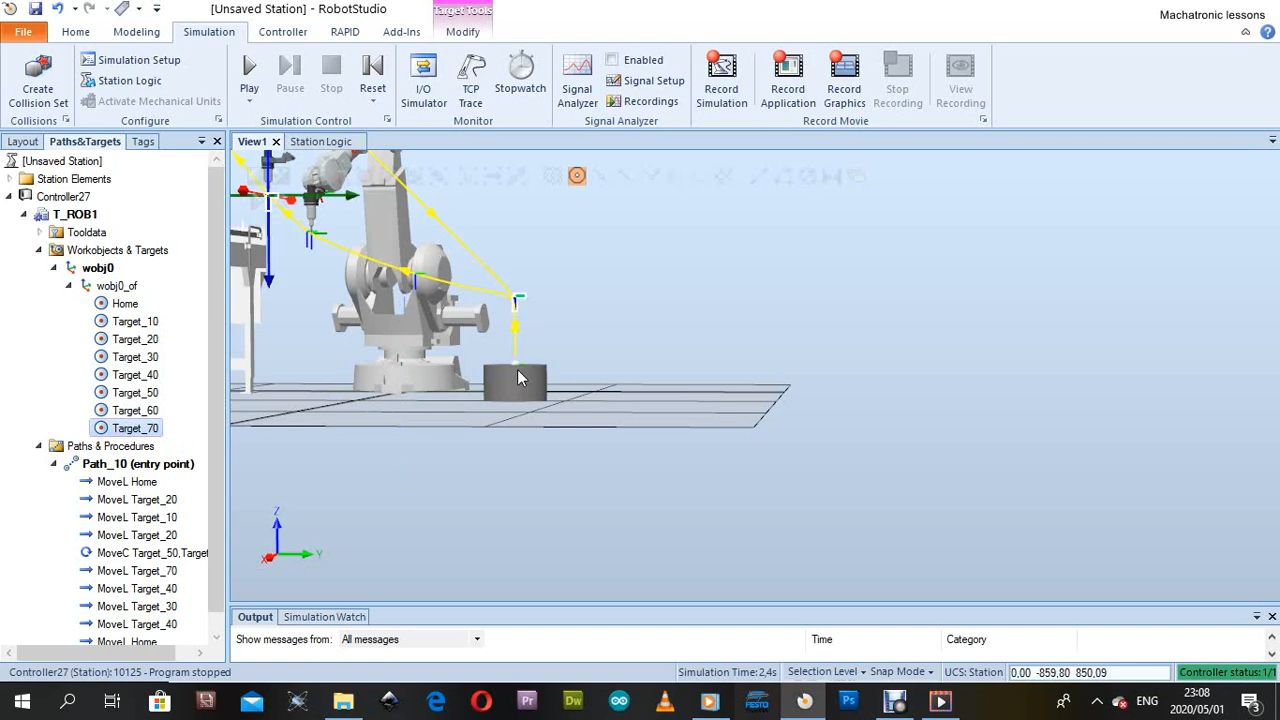 [Unsaved Station] - RobotStudio
Target Tools
Machatronic lessons
File Home Modeling Simulation Controller RAPID Add-Ins Modify
Create Collision Set
Collisions
Simulation Setup
Station Logic
Activate Mechanical Units
Configure
Play
Pause
Stop
Reset
Simulation Control
I/O Simulator
TCP Trace
Stopwatch
Monitor
Signal Analyzer
Enabled
Signal Setup
Recordings
Signal Analyzer
Record Simulation
Record Application
Record Graphics
Stop Recording
View Recording
Record Movie
Layout Paths&Targets Tags
View1 Station Logic
[Unsaved Station]
Station Elements
Controller27
T_ROB1
Tooldata
Workobjects & Targets
wobj0
wobj0_of
Home
Target_10
Target_20
Target_30
Target_40
Target_50
Target_60
Target_70
Paths & Procedures
Path_10 (entry point)
MoveL Home
MoveL Target_20
MoveL Target_10
MoveL Target_20
MoveC Target_50,Target
MoveL Target_70
MoveL Target_40
MoveL Target_30
MoveL Target_40
MoveL Home
Z
X
Y
Output Simulation Watch
Show messages from: All messages Time Category
Controller27 (Station): 10125 - Program stopped
Simulation Time: 2,4s Selection Level Snap Mode UCS: Station 0,00 -859,80 850,09 Controller status: 1/1
Pr
Dw
FESTO
Ps
ENG
23:08
2020/05/01
3